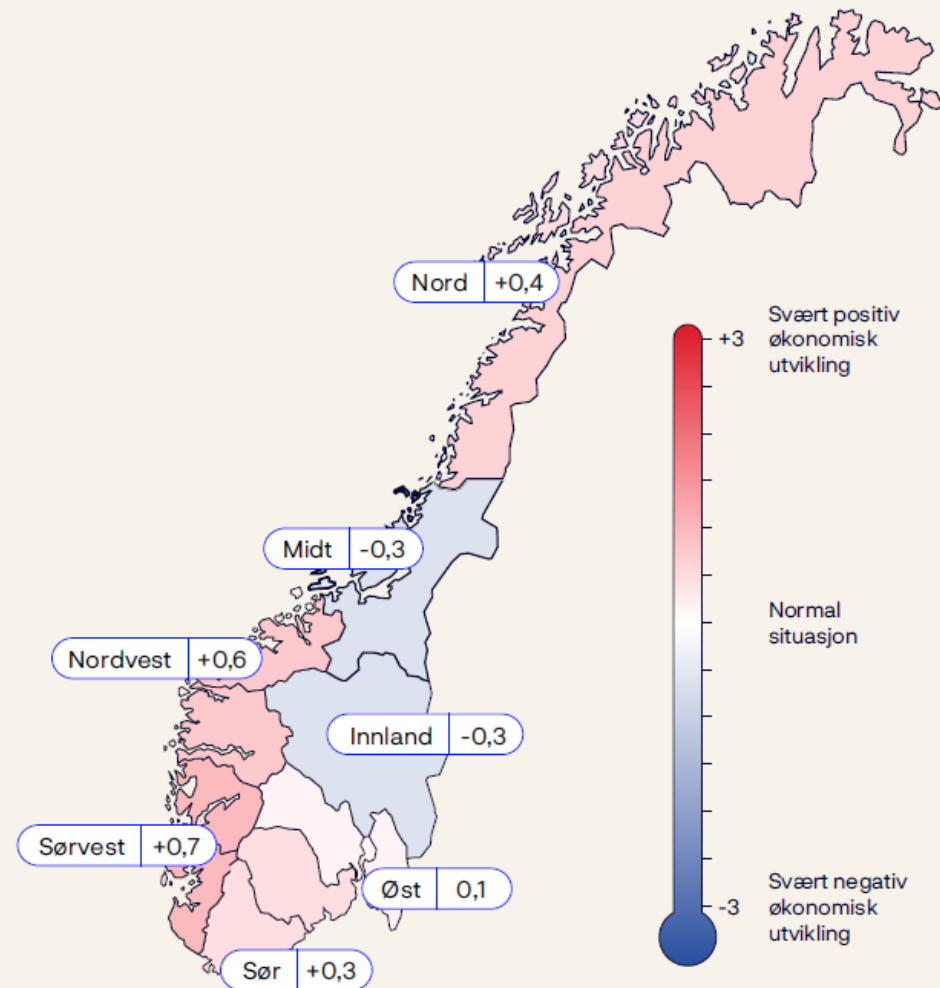 Nord +0,4
Svært positiv
økonomisk
utvikling
+3
Midt -0,3
Normal
situasjon
Nordvest +0,6
Innland -0,3
Sørvest +0,7
Øst 0,1
Svært negativ
økonomisk
utvikling
-3
Sør +0,3